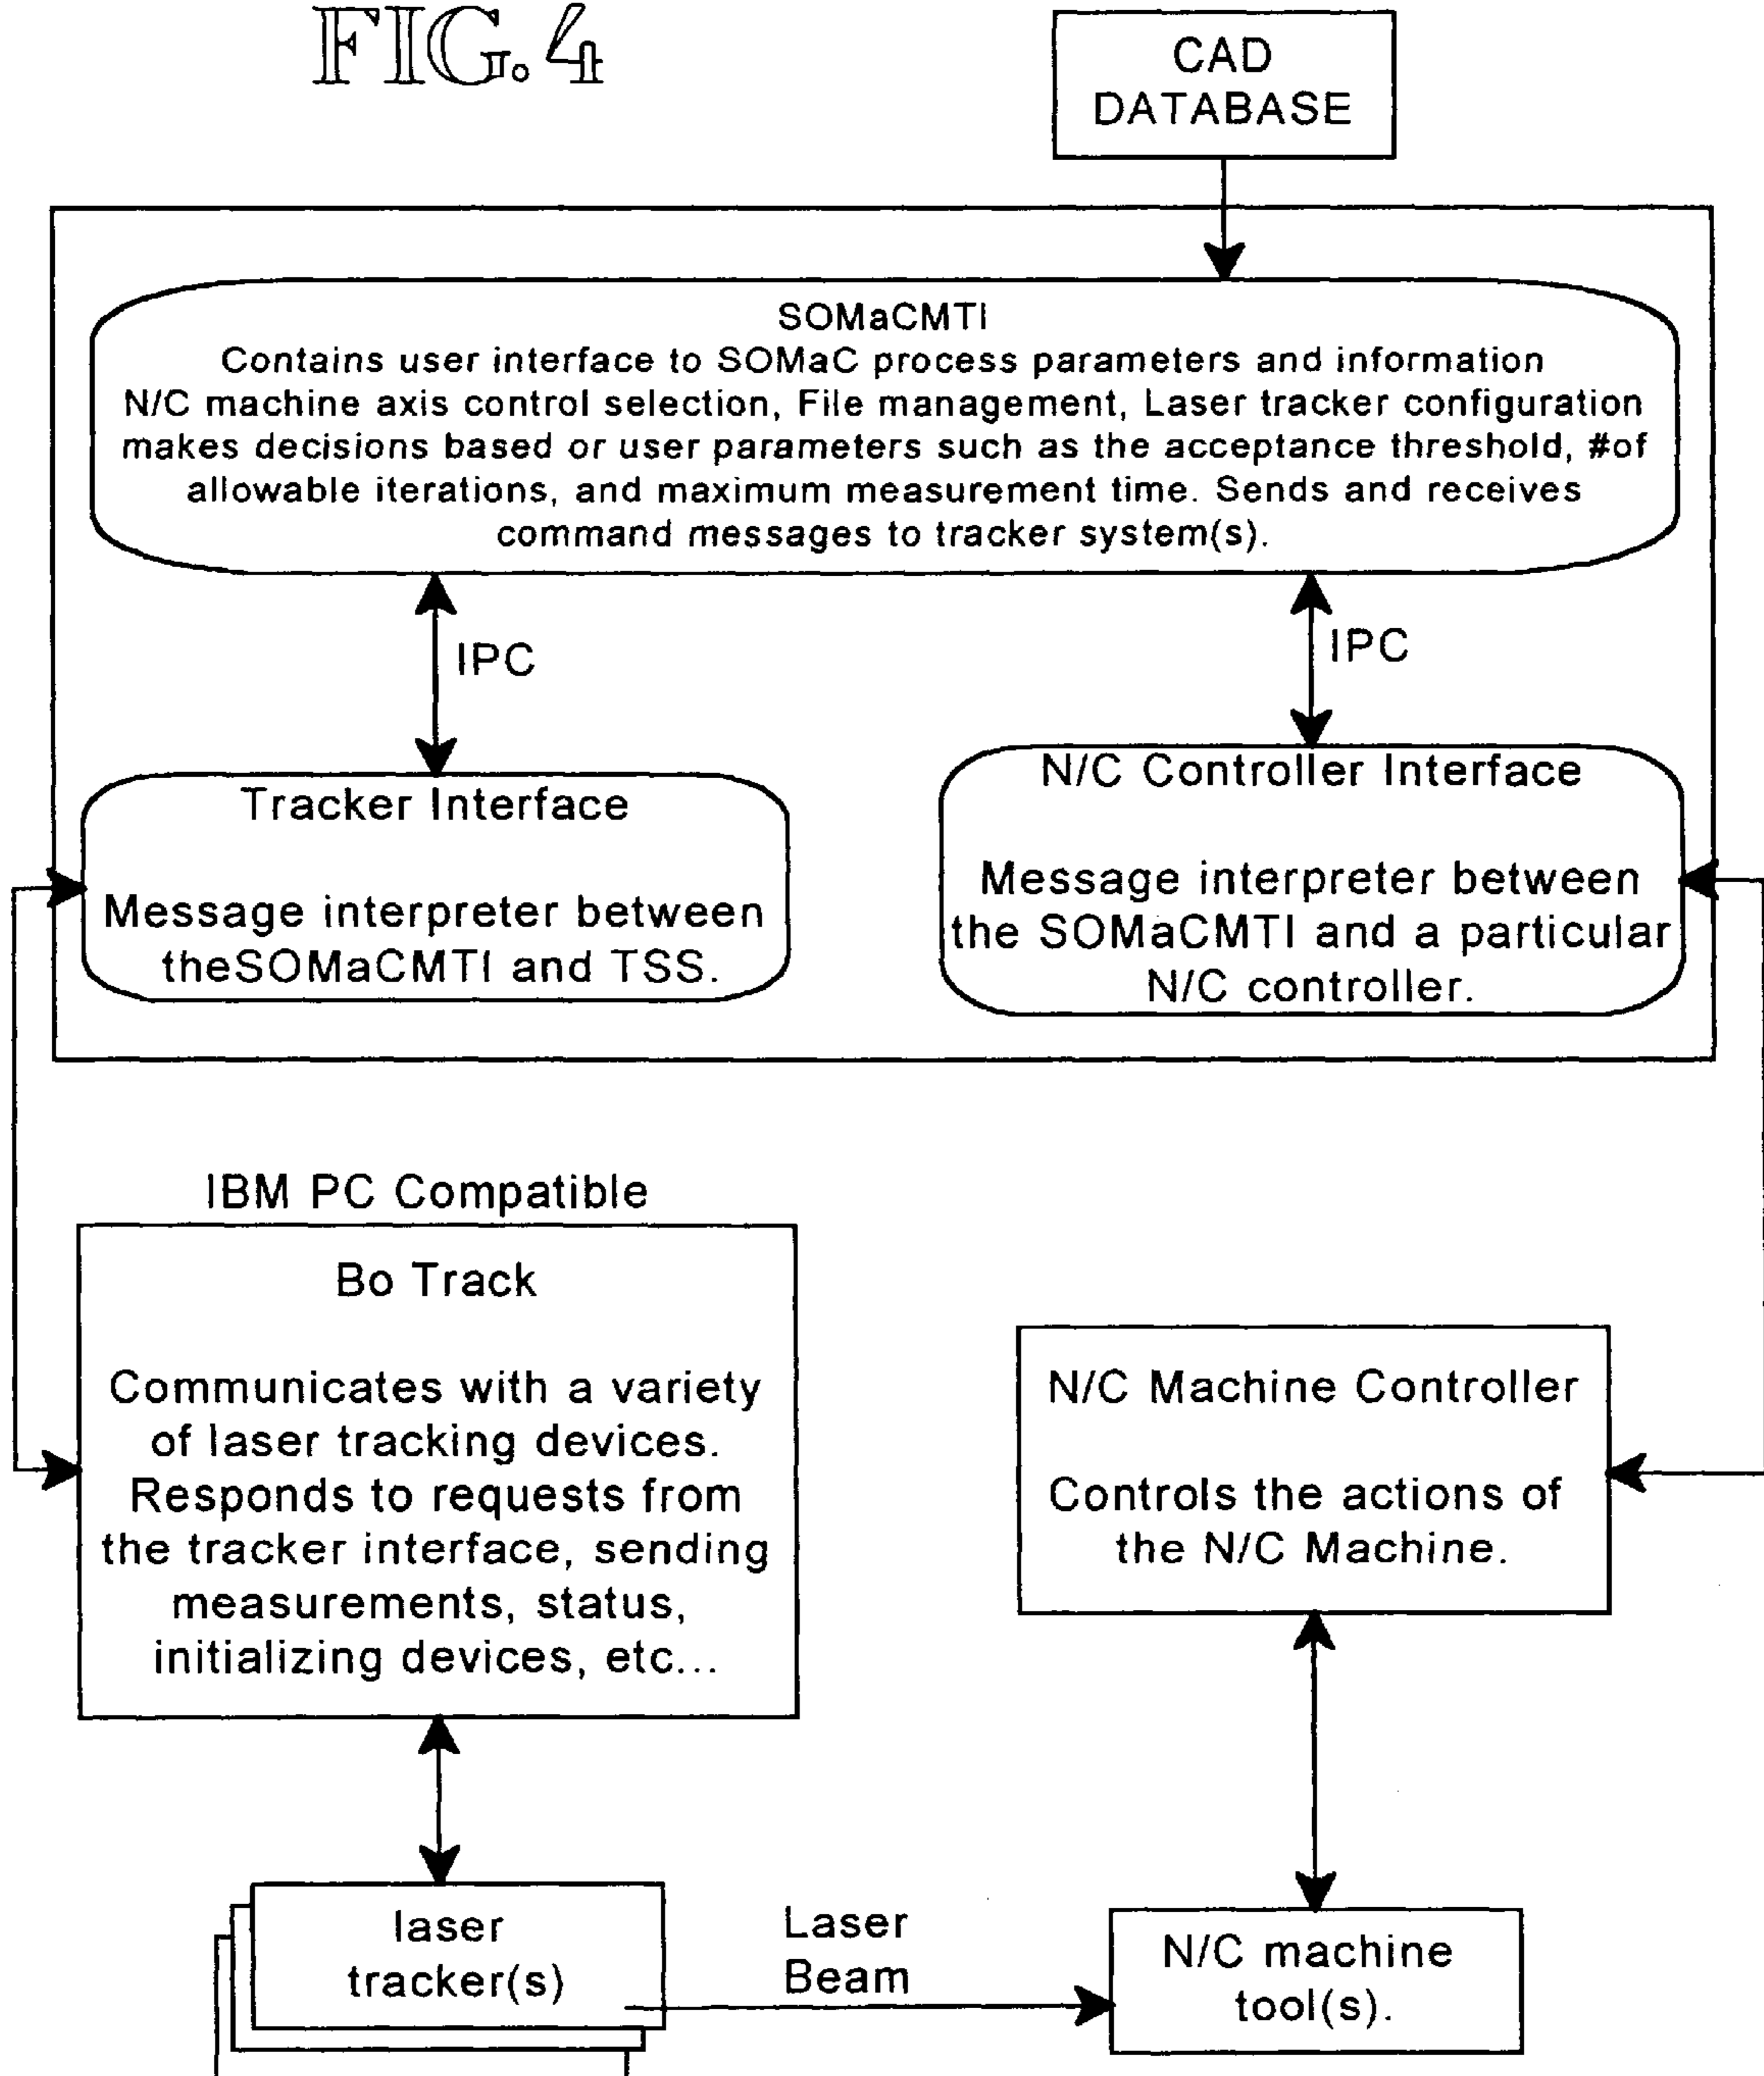 FIG. 4
CAD
DATABASE
SOMaCMTI
Contains user interface to SOMaC process parameters and information
N/C machine axis control selection, File management, Laser tracker configuration
makes decisions based or user parameters such as the acceptance threshold, #of
allowable iterations, and maximum measurement time. Sends and receives
command messages to tracker system(s).
IPC
IPC
Tracker Interface
Message interpreter between
theSOMaCMTI and TSS.
N/C Controller Interface
Message interpreter between
the SOMaCMTI and a particular
N/C controller.
IBM PC Compatible
Bo Track
Communicates with a variety
of laser tracking devices.
Responds to requests from
the tracker interface, sending
measurements, status,
initializing devices, etc...
N/C Machine Controller
Controls the actions of
the N/C Machine.
laser
tracker(s)
Laser
Beam
N/C machine
tool(s).